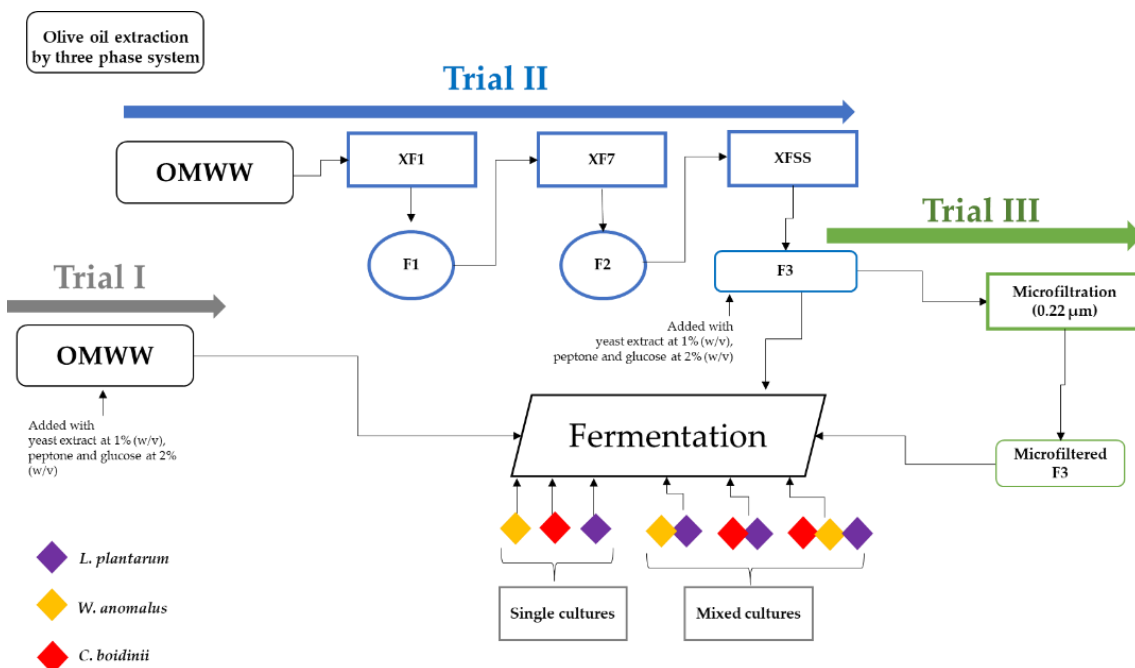 Olive oil extraction
by three phase system
Trial II
OMWW
XF1
XF7
XFSS
F1
F2
F3
Trial III
Microfiltration
(0.22 µm)
Added with
yeast extract at 1% (w/v),
peptone and glucose at 2% (w/v)
Trial I
OMWW
Added with
yeast extract at 1% (w/v),
peptone and glucose at 2%
(w/v)
Fermentation
Microfiltered
F3
L. plantarum
W. anomalus
C. boidinii
Single cultures
Mixed cultures